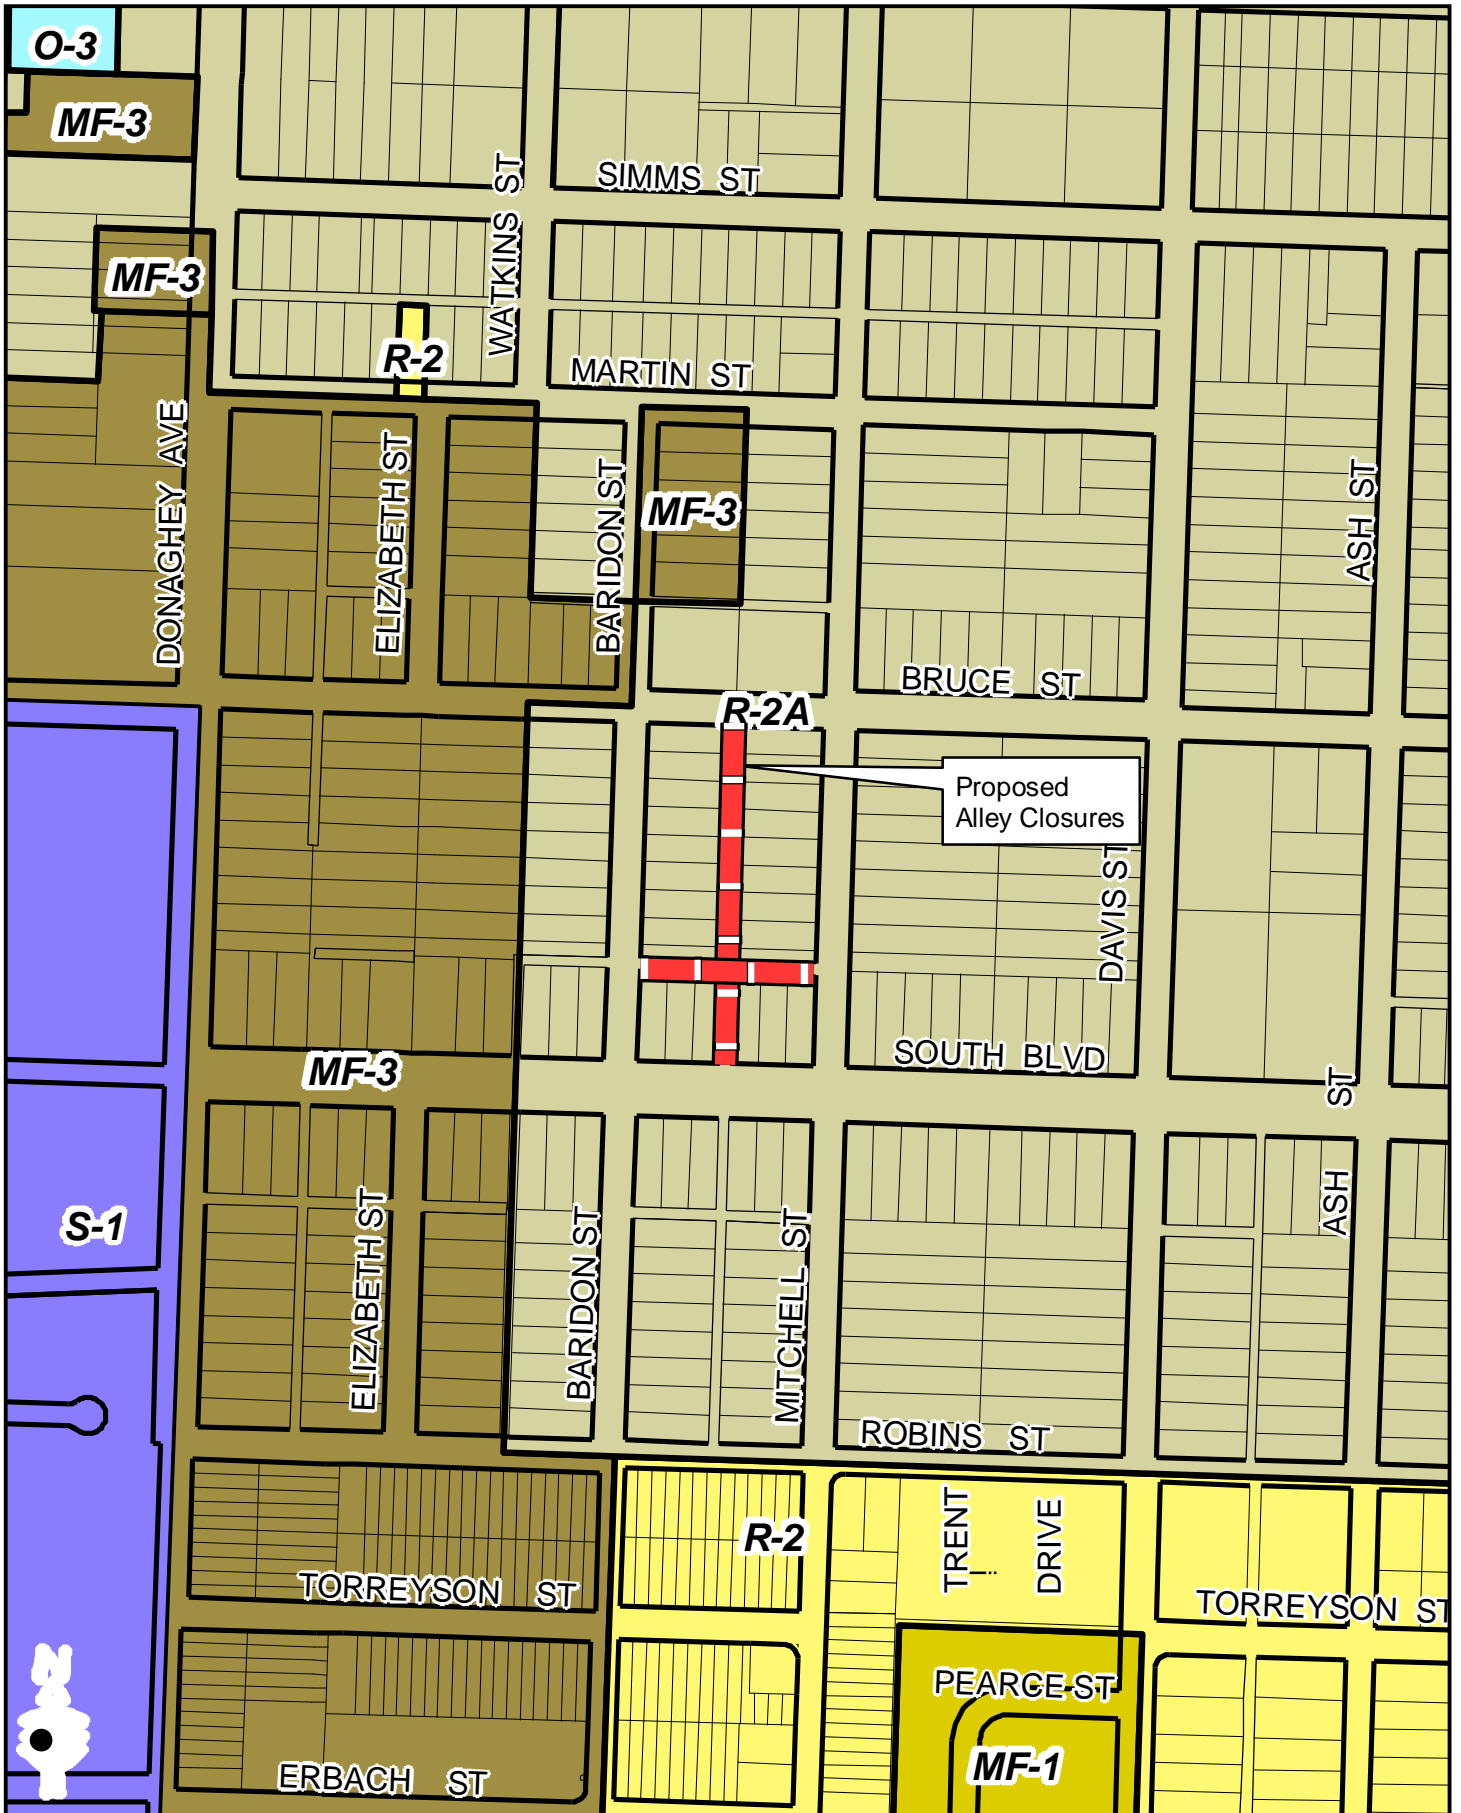 O-3
MF-3
SIMMS ST
WATKINS ST
MF-3
R-2
MARTIN ST
DONAGHEY AVE
ELIZABETH ST
BARIDON ST
MF-3
ASH ST
BRUCE ST
R-2A
Proposed
Alley Closures
DAVIS ST
SOUTH BLVD
MF-3
ASH ST
S-1
ELIZABETH ST
BARIDON ST
MITCHELL ST
ROBINS ST
R-2
TRENT DRIVE
TORREYSON ST
TORREYSON ST
PEARCE ST
MF-1
ERBACH ST
N